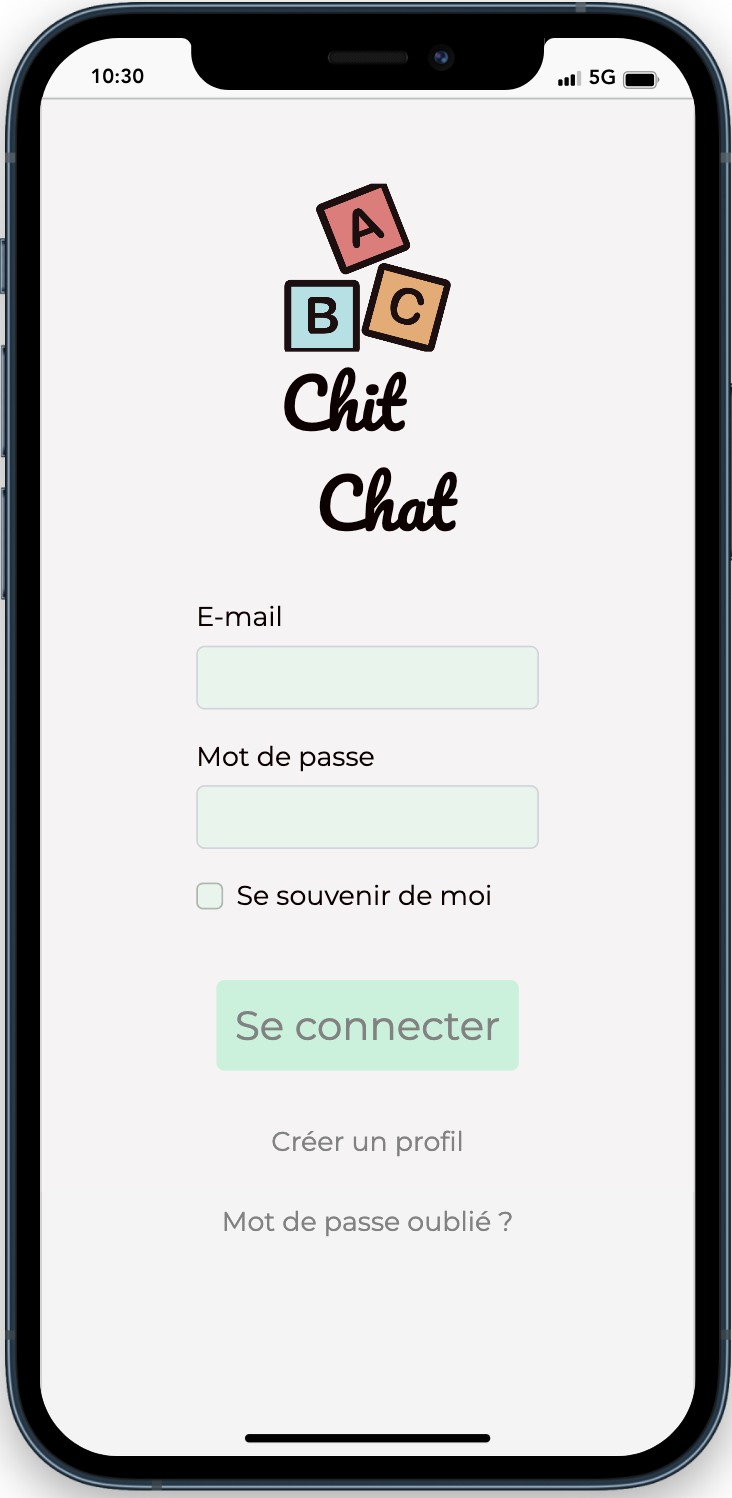 10:30
5G
A
B
C
Chit
Chat
E-mail
Mot de passe
Se souvenir de moi
Se connecter
Créer un profil
Mot de passe oublié ?